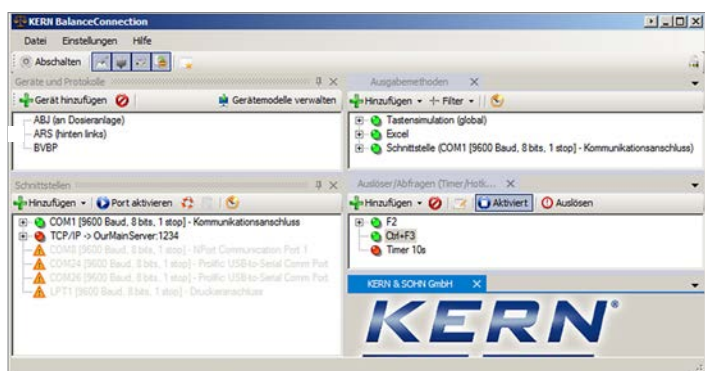 KERN BalanceConnection
Datei Einstellungen Hilfe
Abschalten
Geräte und Protokolle
Gerät hinzufügen Gerätemodelle verwalten
ABJ (an Dosieranlage)
ARS (hinten links)
BVBP
Ausgabemethoden
Hinzufügen Filter
Tastensimulation (global)
Excel
Schnittstelle (COM1 [9600 Baud, 8 bits, 1 stop] - Kommunikationsanschluss)
Schnittstellen
Hinzufügen Port aktivieren
COM1 [9600 Baud, 8 bits, 1 stop] - Kommunikationsanschluss
TCP/IP -> OurMainServer:1234
COM8 [9600 Baud, 8 bits, 1 stop] - NPort Communication Port 1
COM24 [9600 Baud, 8 bits, 1 stop] - Prolific USB-to-Serial Comm Port
COM26 [9600 Baud, 8 bits, 1 stop] - Prolific USB-to-Serial Comm Port
LPT1 [9600 Baud, 8 bits, 1 stop] - Druckeranschluss
Auslöser/Abfragen (Timer/Hotk...
Hinzufügen Aktiviert Auslösen
F2
Ctrl+F3
Timer 10s
KERN & SOHN GmbH
KERN®